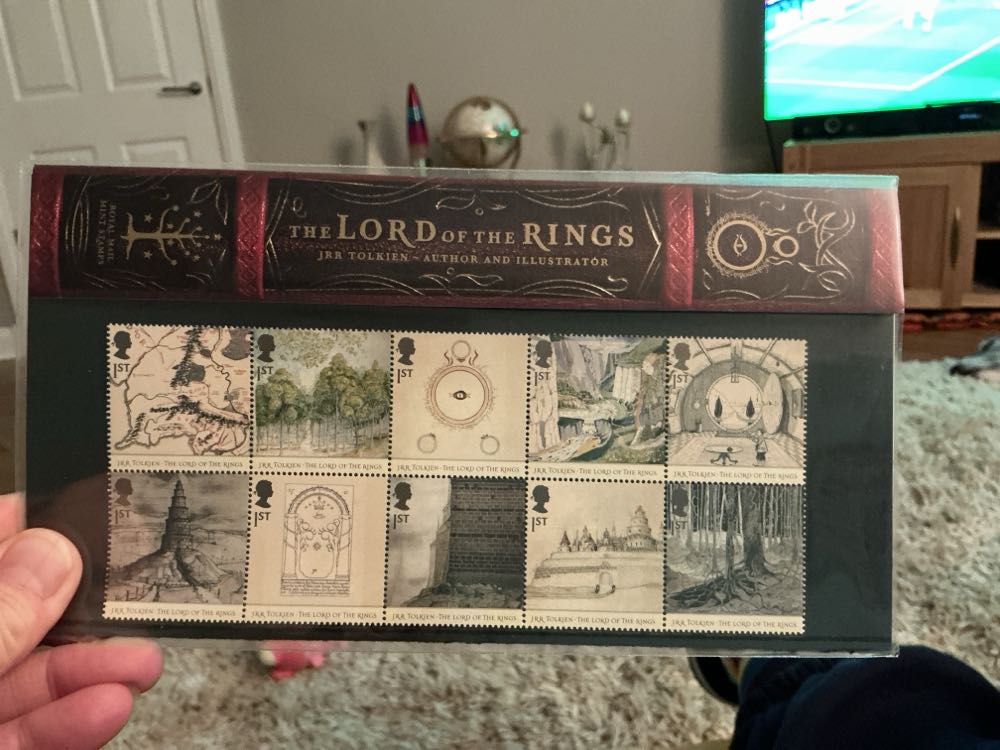 ROYAL MAIL
MINT STAMPS
THE LORD OF THE RINGS
JRR TOLKIEN ~ AUTHOR AND ILLUSTRATOR
1ST
1ST
1ST
1ST
1ST
JRR TOLKIEN · THE LORD OF THE RINGS
JRR TOLKIEN · THE LORD OF THE RINGS
JRR TOLKIEN · THE LORD OF THE RINGS
JRR TOLKIEN · THE LORD OF THE RINGS
JRR TOLKIEN · THE LORD OF THE RINGS
1ST
1ST
1ST
1ST
1ST
JRR TOLKIEN · THE LORD OF THE RINGS
JRR TOLKIEN · THE LORD OF THE RINGS
JRR TOLKIEN · THE LORD OF THE RINGS
JRR TOLKIEN · THE LORD OF THE RINGS
JRR TOLKIEN · THE LORD OF THE RINGS